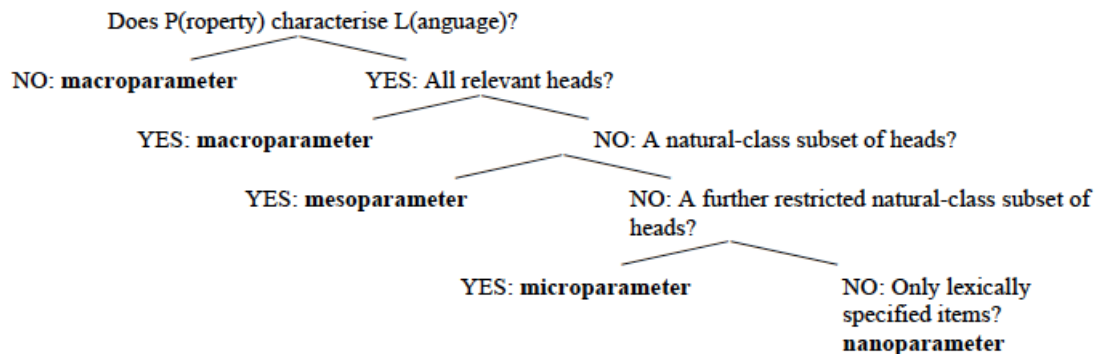 Does P(roperty) characterise L(anguage)?
NO: macroparameter YES: All relevant heads?
YES: macroparameter NO: A natural-class subset of heads?
YES: mesoparameter NO: A further restricted natural-class subset of
heads?
YES: microparameter NO: Only lexically
specified items?
nanoparameter